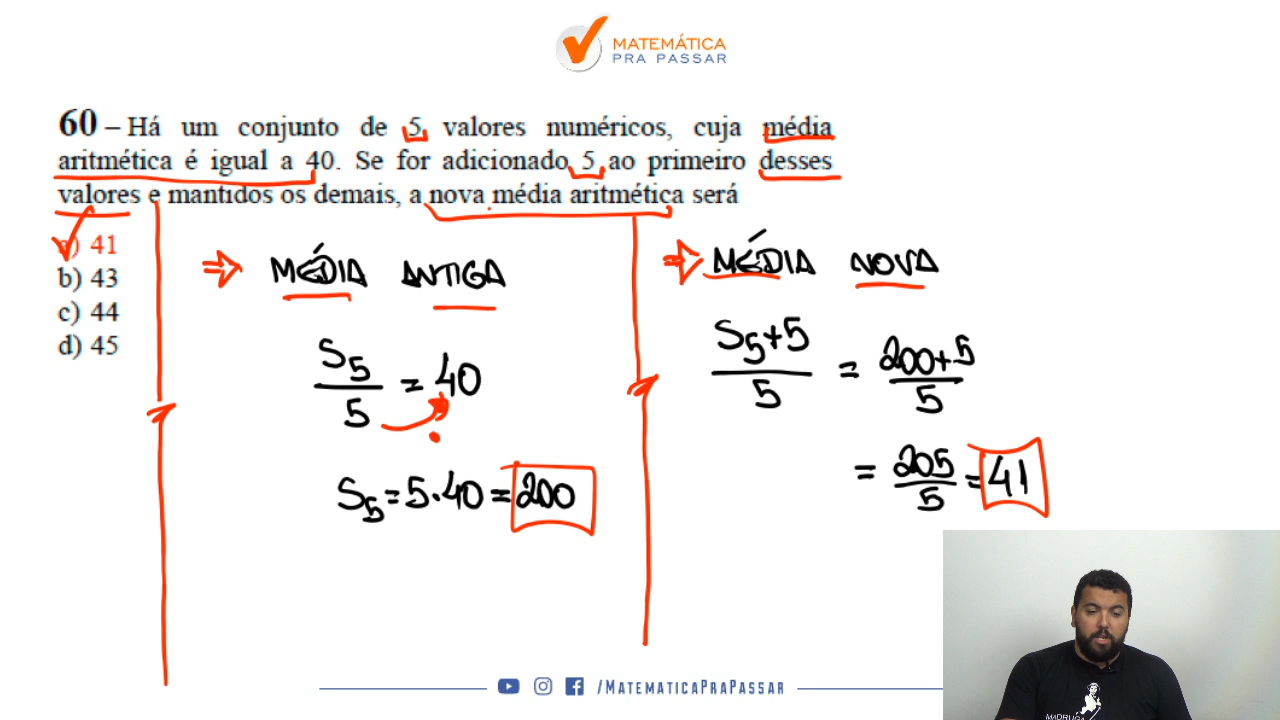 MATEMÁTICA
PRA PASSAR
60 – Há um conjunto de 5 valores numéricos, cuja média
aritmética é igual a 40. Se for adicionado 5 ao primeiro desses
valores e mantidos os demais, a nova média aritmética será
a) 41
b) 43
c) 44
d) 45
⇒ MÉDIA ANTIGA
S₅/5 = 40
S₅ = 5.40 = 200
⇒ MÉDIA NOVA
S₅+5/5 = 200+5/5
= 205/5 = 41
MADRUGA
/MATEMATICAPRAPASSAR